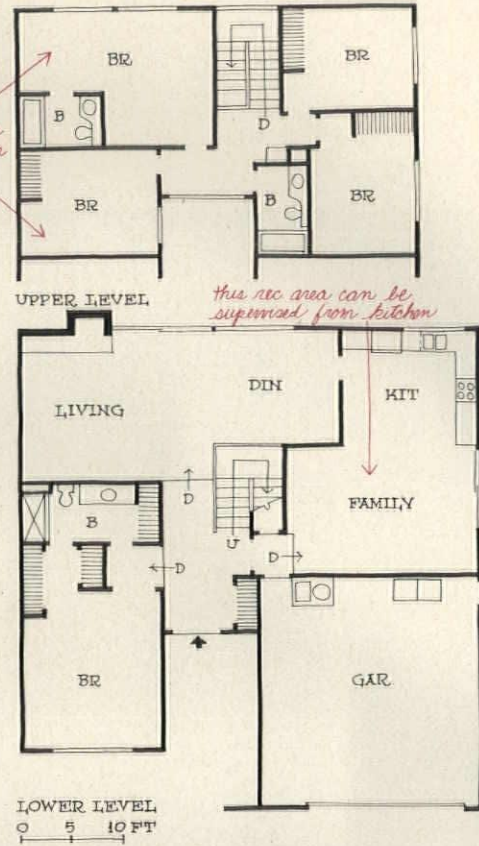 BR
BR
D
B
BR
B
BR
UPPER LEVEL
this rec area can be
supervised from kitchen
DIN
KIT
LIVING
D
FAMILY
B
U
D
D
BR
GAR
LOWER LEVEL
0 5 10 FT